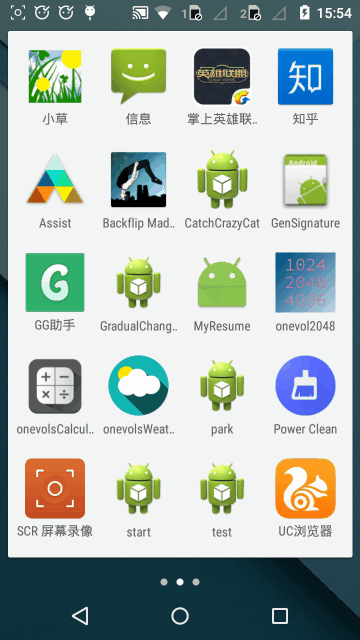 1 2 15:54
小草 信息 掌上英雄联.. 知乎
英雄联盟
知
Android
Assist Backflip Mad.. CatchCrazyCat GenSignature
G
1024
2048
4096
GG助手 GradualChang.. MyResume onevol2048
onevolsCalcul.. onevolsWeat.. park Power Clean
SCR 屏幕录像 start test UC浏览器